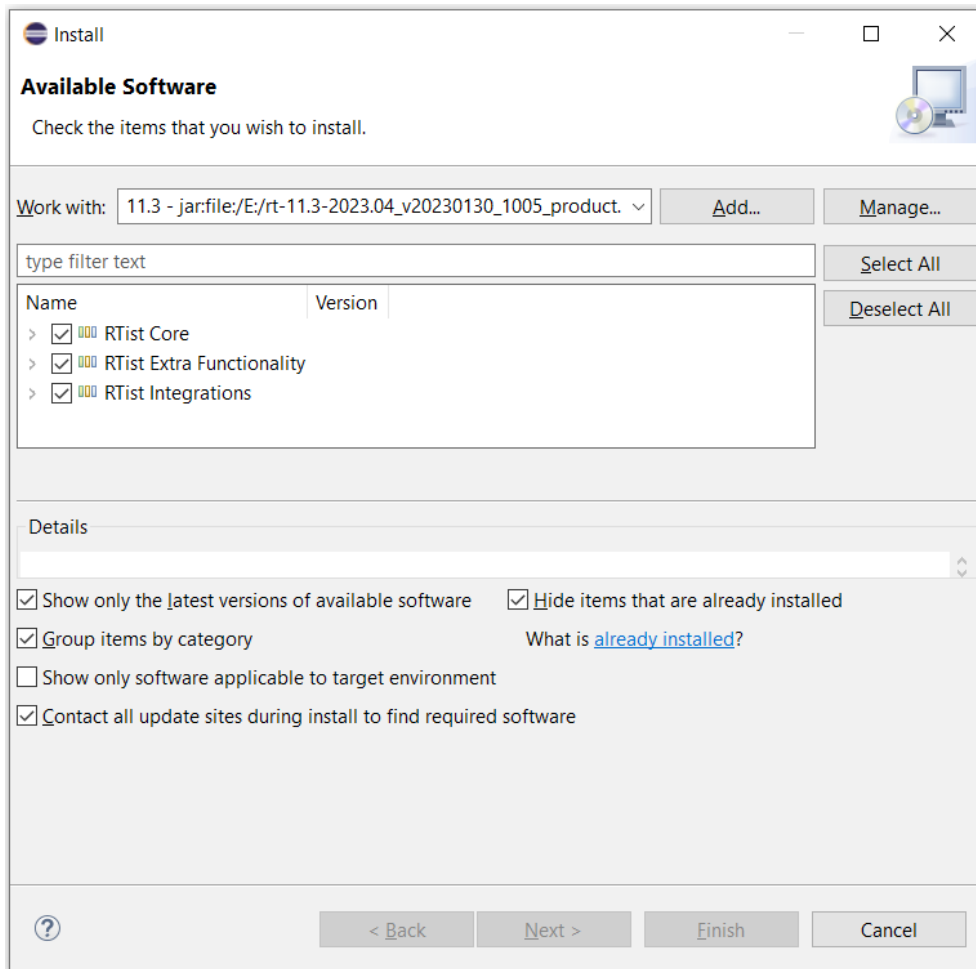 Install
Available Software
Check the items that you wish to install.
Work with: 11.3 - jar:file:/E:/rt-11.3-2023.04_v20230130_1005_product. Add... Manage...
type filter text Select All
Name Version Deselect All
RTist Core
RTist Extra Functionality
RTist Integrations
Details
Show only the latest versions of available software Hide items that are already installed
Group items by category What is already installed?
Show only software applicable to target environment
Contact all update sites during install to find required software
? < Back Next > Finish Cancel